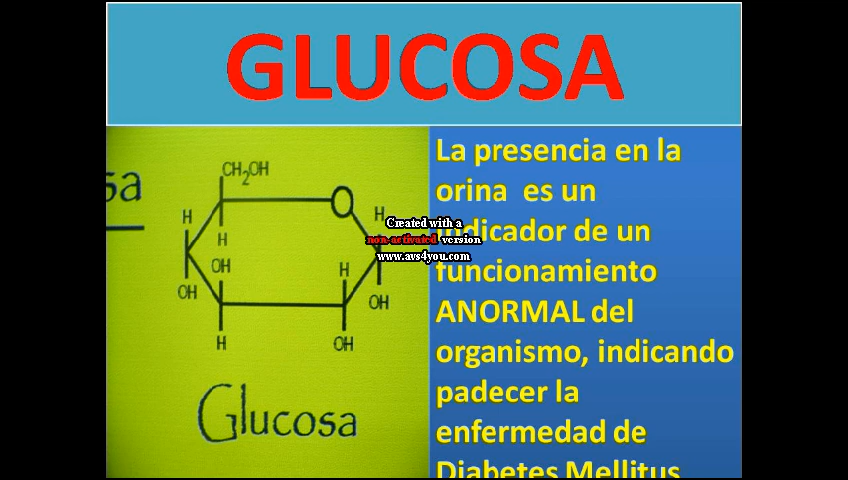 GLUCOSA
sa
CH2OH
O
H
H
H
OH
H
OH
OH
H
OH
Glucosa
La presencia en la
orina es un
indicador de un
funcionamiento
ANORMAL del
organismo, indicando
padecer la
enfermedad de
Diabetes Mellitus
Created with a
non-activated version
www.avs4you.com